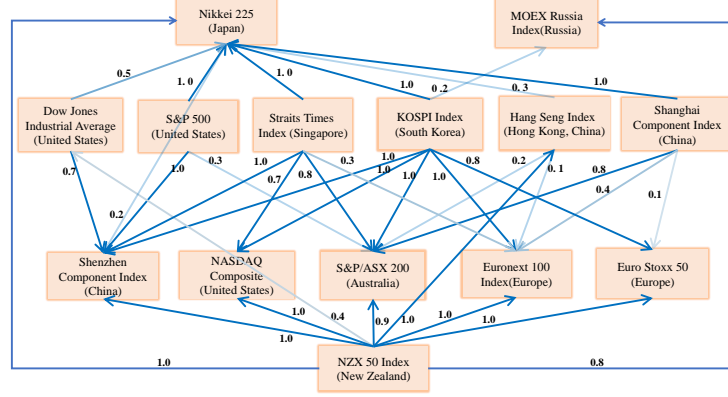 Nikkei 225
(Japan)
MOEX Russia
Index(Russia)
0.5
1. 0
1. 0
1.0
0 .2
0. 3
1.0
Dow Jones
Industrial Average
(United States)
S&P 500
(United States)
Straits Times
Index (Singapore)
KOSPI Index
(South Korea)
Hang Seng Index
(Hong Kong, China)
Shanghai
Component Index
(China)
0.7
1.0
0.3
1.0
0.7
0.8
0.3
1.0
1.0
1.0
1.0
0.8
0.2
0.1
0.8
0.4
0.1
0.2
Shenzhen
Component Index
(China)
NASDAQ
Composite
(United States)
S&P/ASX 200
(Australia)
Euronext 100
Index(Europe)
Euro Stoxx 50
(Europe)
1.0
1.0
0.4
0.9
1.0
1.0
1.0
1.0
NZX 50 Index
(New Zealand)
0.8